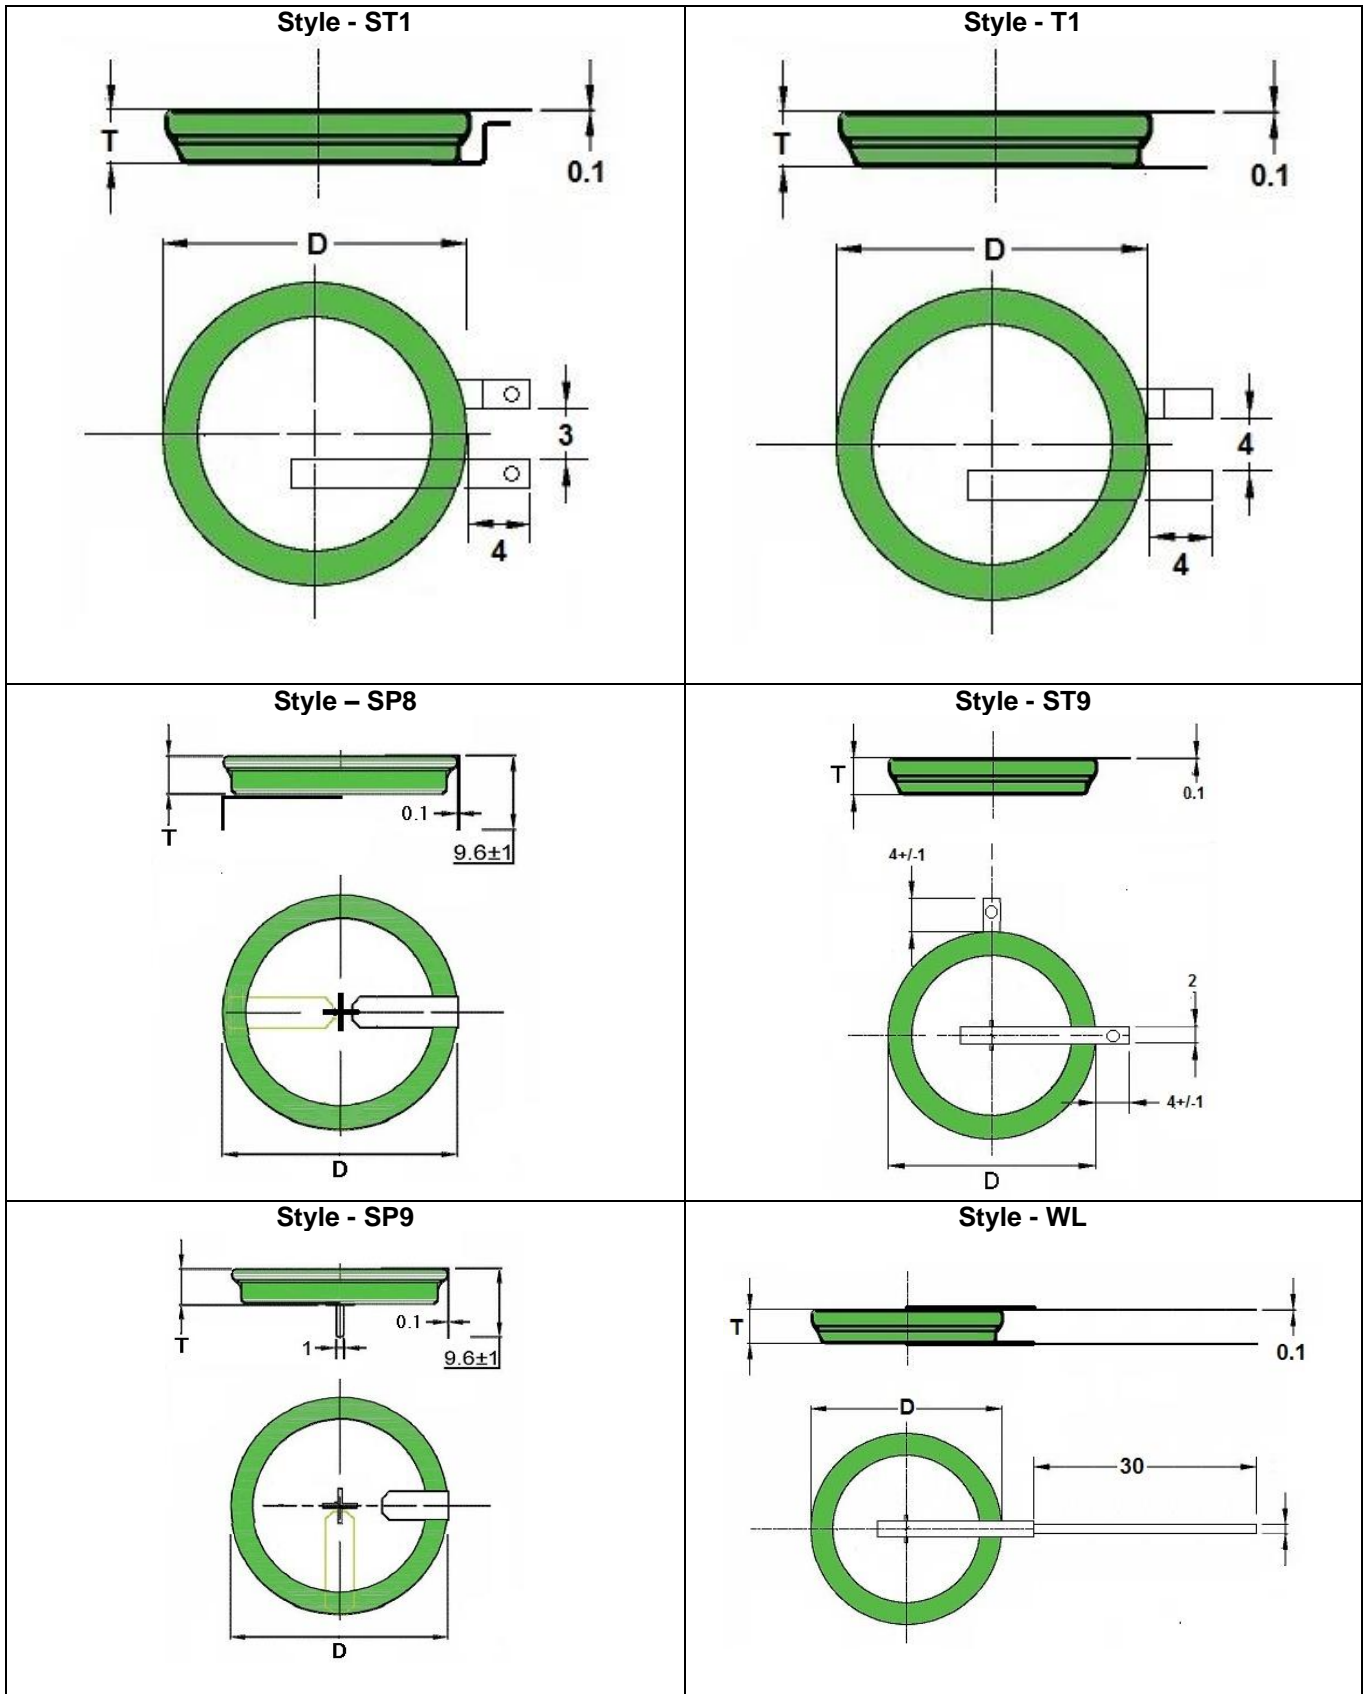 Style - ST1
T
0.1
D
3
4
Style - T1
T
0.1
D
4
4
Style – SP8
T
0.1
9.6±1
D
Style - ST9
T
0.1
4+/-1
2
4+/-1
D
Style - SP9
T
0.1
1
9.6±1
D
Style - WL
T
0.1
D
30